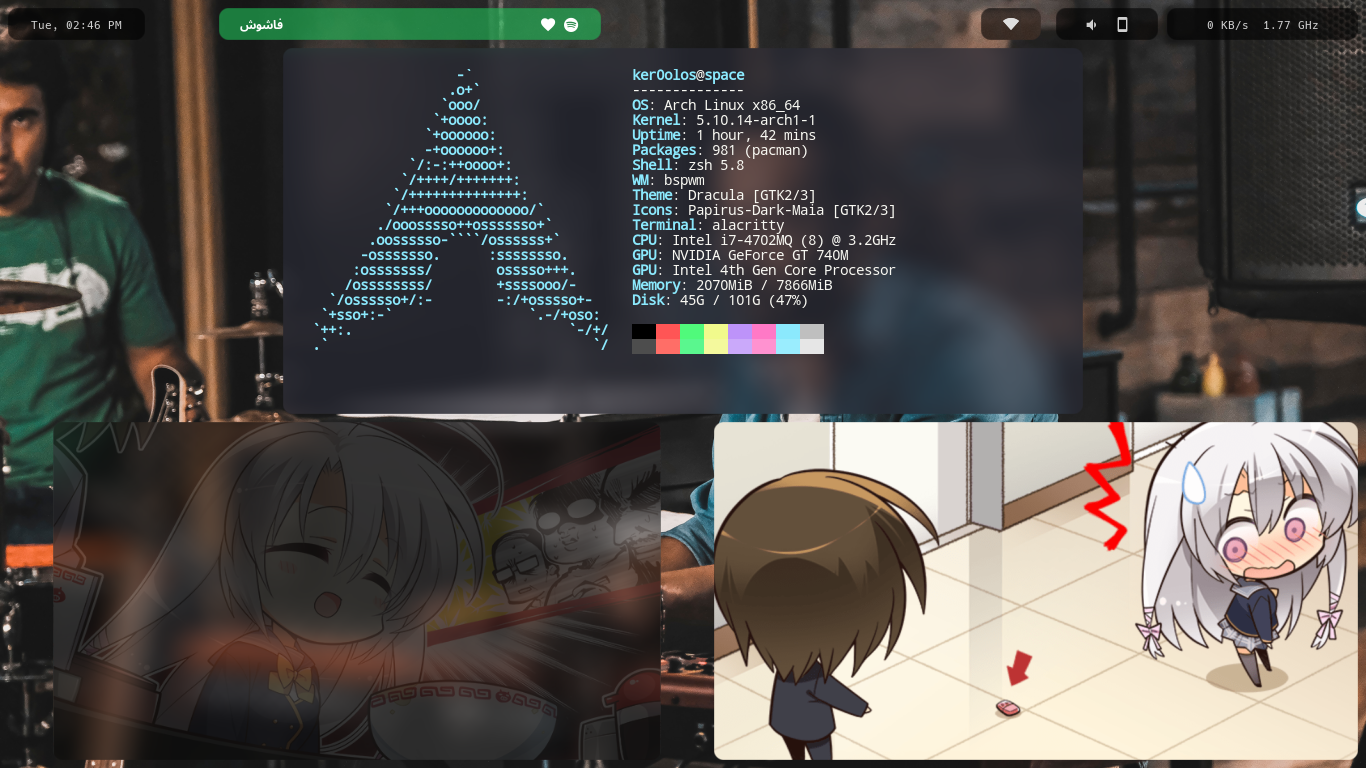 Tue, 02:46 PM
فاشوش
0 KB/s 1.77 GHz
ker0olos@space
--------------
OS: Arch Linux x86_64
Kernel: 5.10.14-arch1-1
Uptime: 1 hour, 42 mins
Packages: 981 (pacman)
Shell: zsh 5.8
WM: bspwm
Theme: Dracula [GTK2/3]
Icons: Papirus-Dark-Maia [GTK2/3]
Terminal: alacritty
CPU: Intel i7-4702MQ (8) @ 3.2GHz
GPU: NVIDIA GeForce GT 740M
GPU: Intel 4th Gen Core Processor
Memory: 2070MiB / 7866MiB
Disk: 45G / 101G (47%)